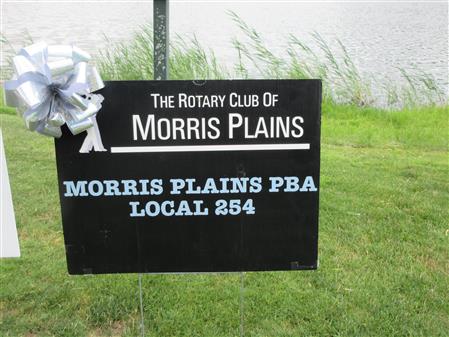 THE ROTARY CLUB OF
MORRIS PLAINS
MORRIS PLAINS PBA
LOCAL 254